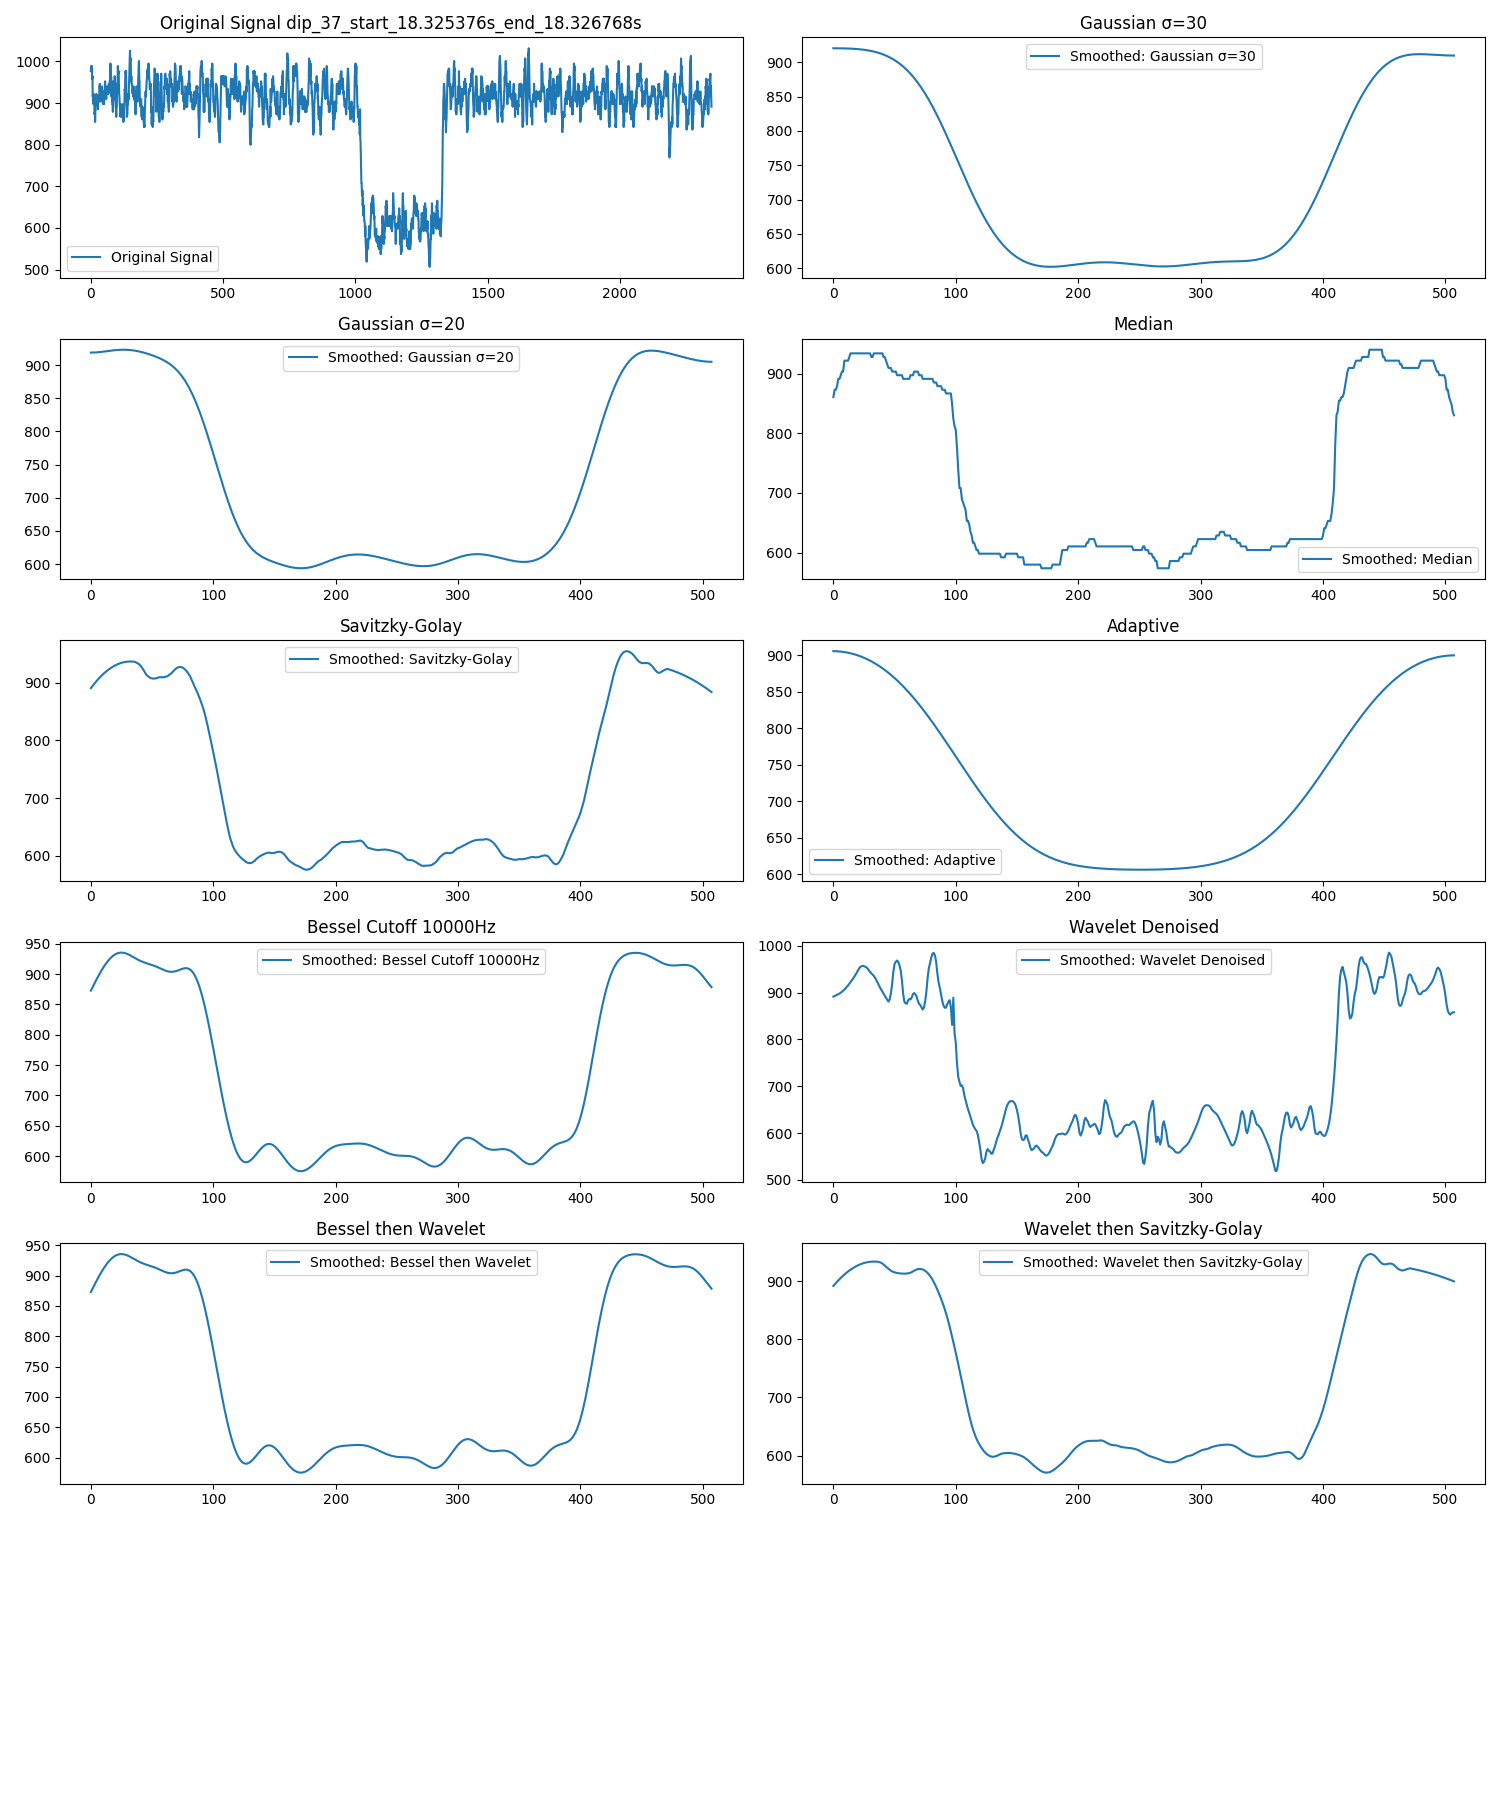 Original Signal dip_37_start_18.325376s_end_18.326768s
1000
900
800
700
600
500
Original Signal
0 500 1000 1500 2000
Gaussian σ=30
900
850
800
750
700
650
600
Smoothed: Gaussian σ=30
0 100 200 300 400 500
Gaussian σ=20
900
850
800
750
700
650
600
Smoothed: Gaussian σ=20
0 100 200 300 400 500
Median
900
800
700
600
Smoothed: Median
0 100 200 300 400 500
Savitzky-Golay
900
800
700
600
Smoothed: Savitzky-Golay
0 100 200 300 400 500
Adaptive
900
850
800
750
700
650
600
Smoothed: Adaptive
0 100 200 300 400 500
Bessel Cutoff 10000Hz
950
900
850
800
750
700
650
600
Smoothed: Bessel Cutoff 10000Hz
0 100 200 300 400 500
Wavelet Denoised
1000
900
800
700
600
500
Smoothed: Wavelet Denoised
0 100 200 300 400 500
Bessel then Wavelet
950
900
850
800
750
700
650
600
Smoothed: Bessel then Wavelet
0 100 200 300 400 500
Wavelet then Savitzky-Golay
900
800
700
600
Smoothed: Wavelet then Savitzky-Golay
0 100 200 300 400 500